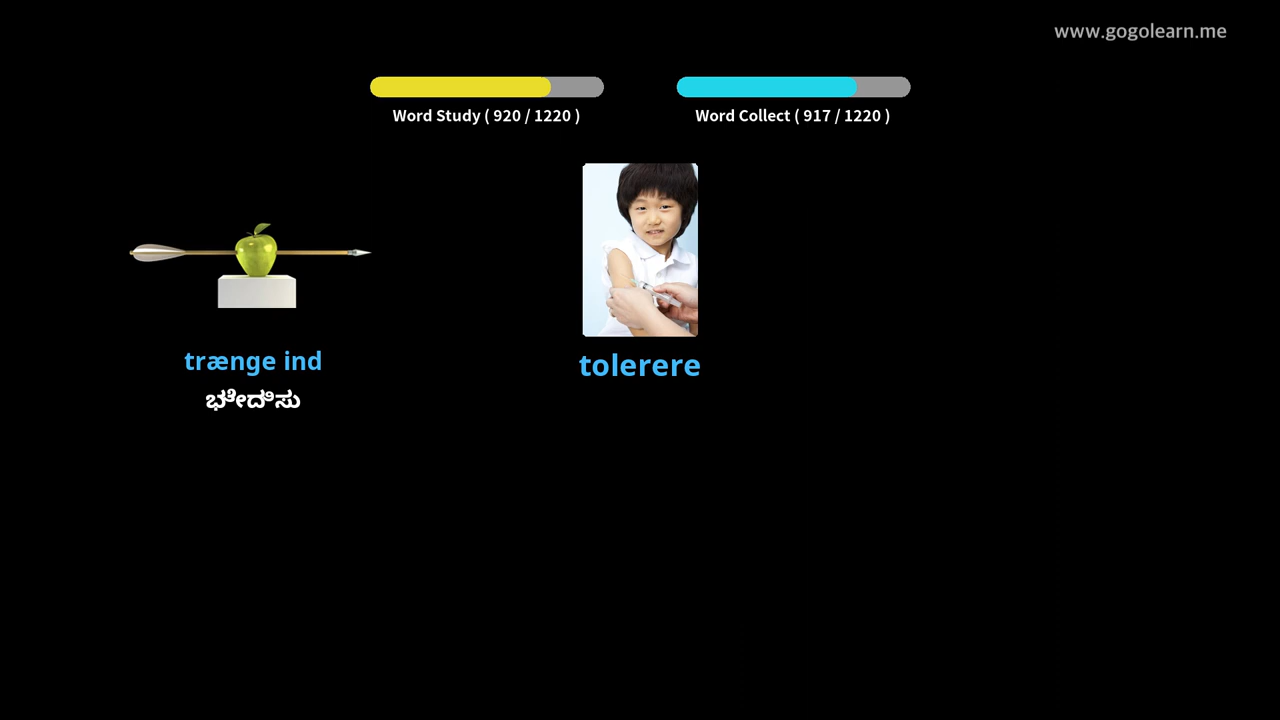 www.gogolearn.me
Word Study ( 920 / 1220 )
Word Collect ( 917 / 1220 )
trænge ind
ಭೇದಿಸು
tolerere